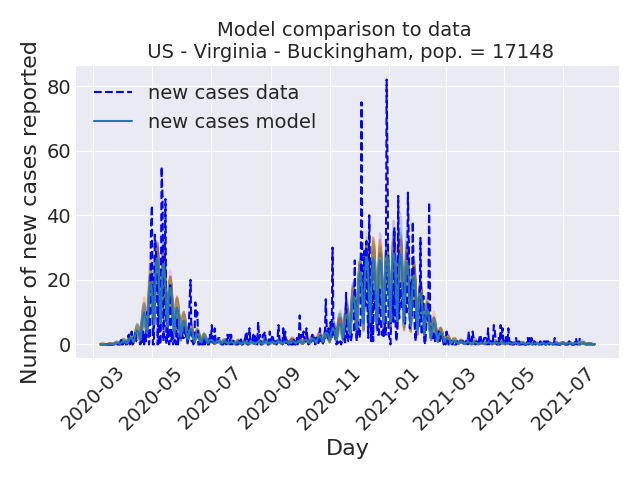 Model comparison to data
US - Virginia - Buckingham, pop. = 17148
Number of new cases reported
80
60
40
20
0
new cases data
new cases model
2020-03
2020-05
2020-07
2020-09
2020-11
2021-01
2021-03
2021-05
2021-07
Day